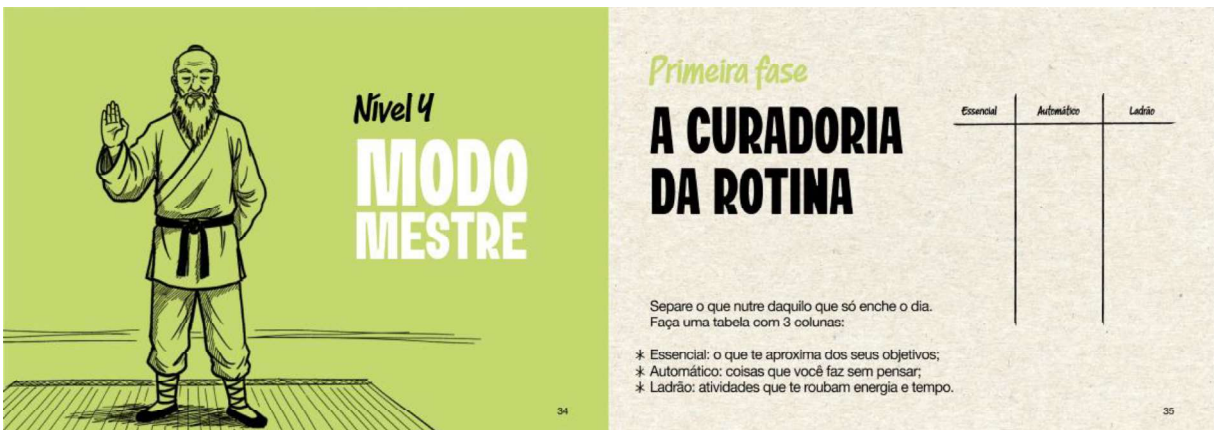 Nível 4
MODO
MESTRE
34
Primeira fase
A CURADORIA
DA ROTINA
Essencial
Automático
Ladrão
Separe o que nutre daquilo que só enche o dia.
Faça uma tabela com 3 colunas:
* Essencial: o que te aproxima dos seus objetivos;
* Automático: coisas que você faz sem pensar;
* Ladrão: atividades que te roubam energia e tempo.
35